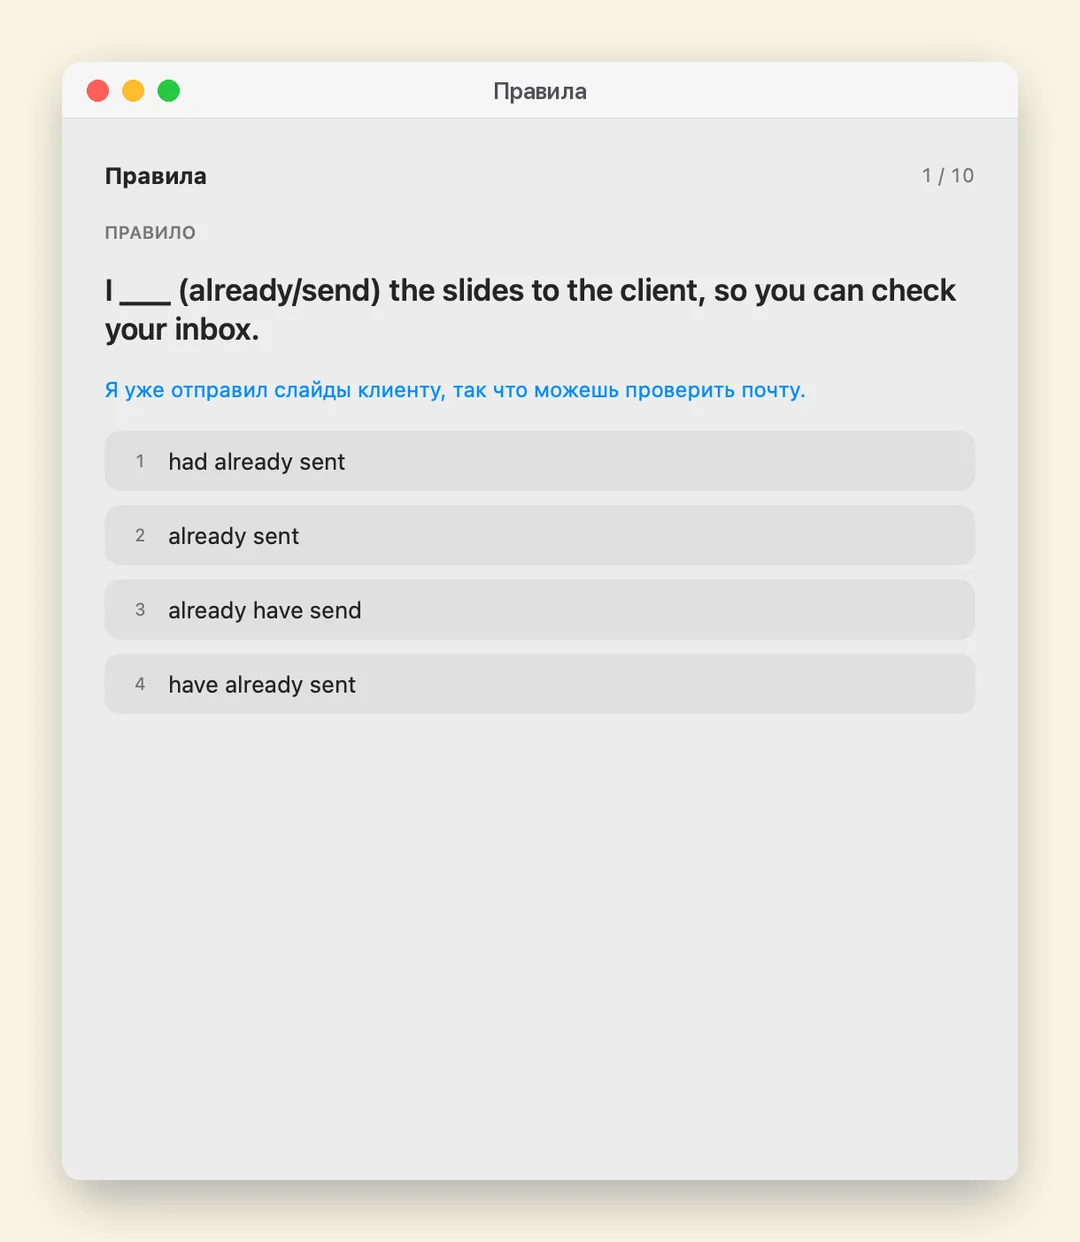 Правила
Правила
1 / 10
ПРАВИЛО
I ___ (already/send) the slides to the client, so you can check
your inbox.
Я уже отправил слайды клиенту, так что можешь проверить почту.
1 had already sent
2 already sent
3 already have send
4 have already sent